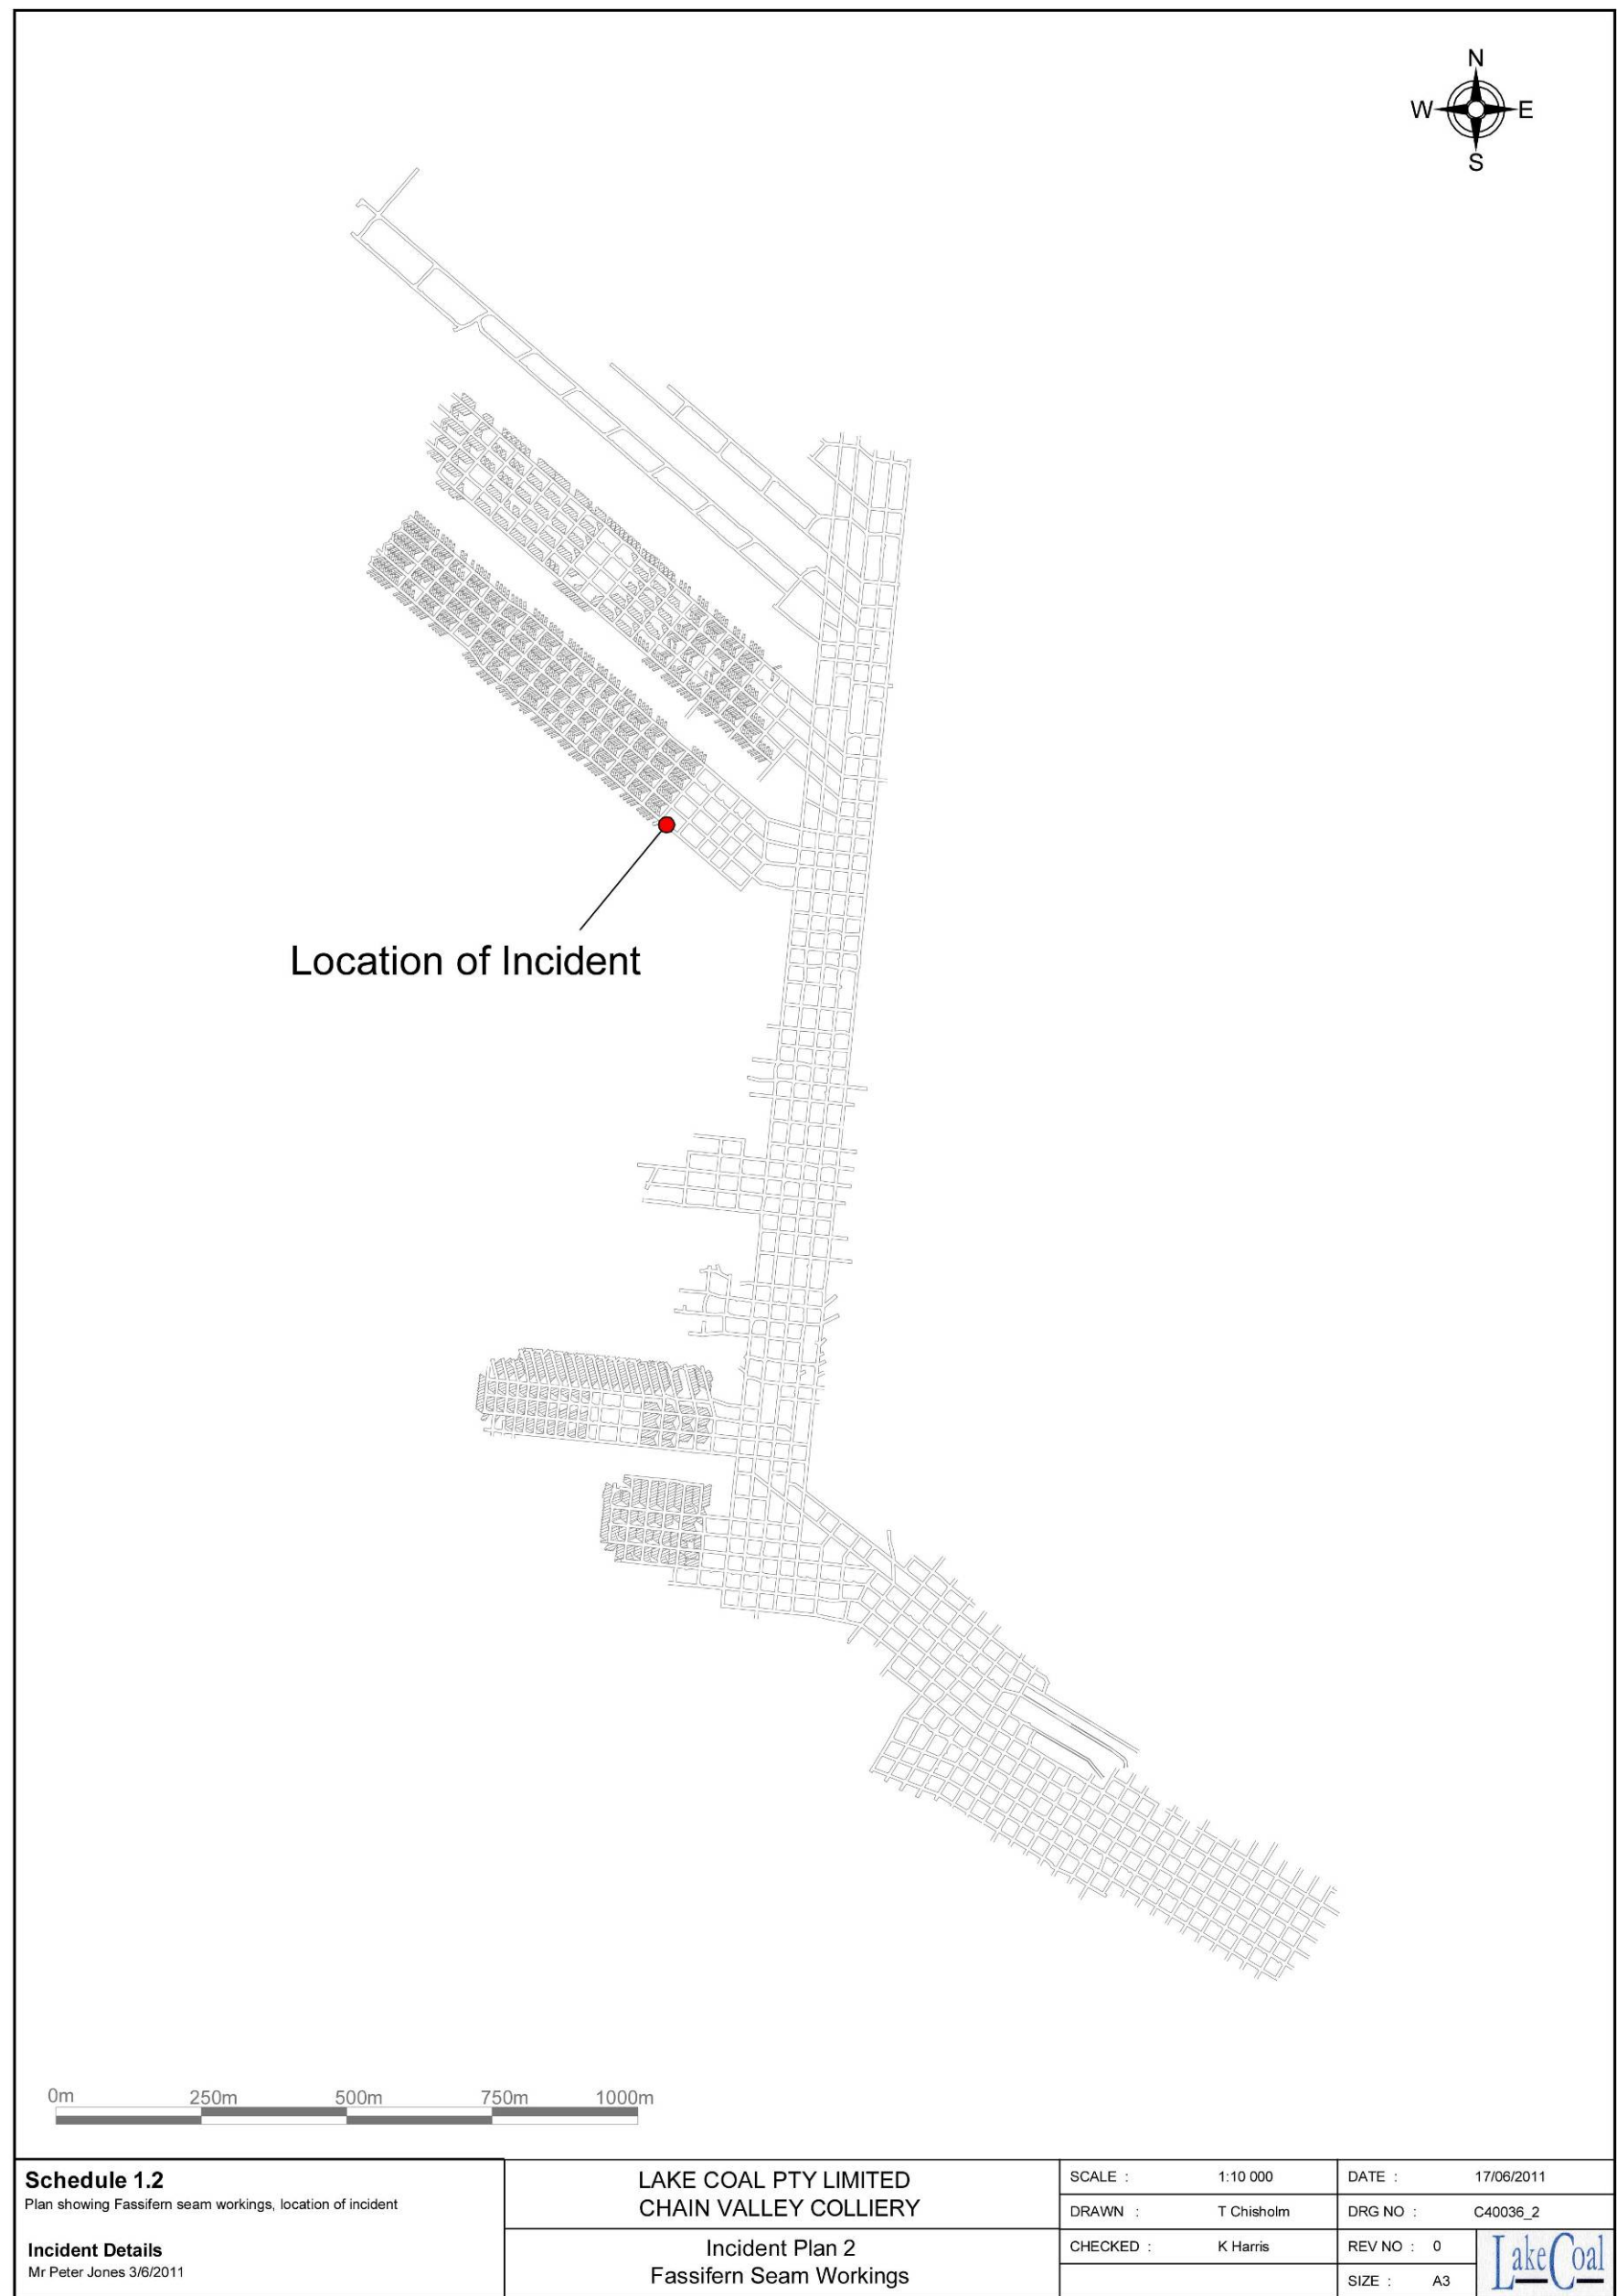 N
W E
S
Location of Incident
0m 250m 500m 750m 1000m
Schedule 1.2
Plan showing Fassifern seam workings, location of incident
Incident Details
Mr Peter Jones 3/6/2011
LAKE COAL PTY LIMITED
CHAIN VALLEY COLLIERY
Incident Plan 2
Fassifern Seam Workings
SCALE : 1:10 000
DRAWN : T Chisholm
CHECKED : K Harris
DATE : 17/06/2011
DRG NO : C40036_2
REV NO : 0
SIZE : A3
LakeCoal